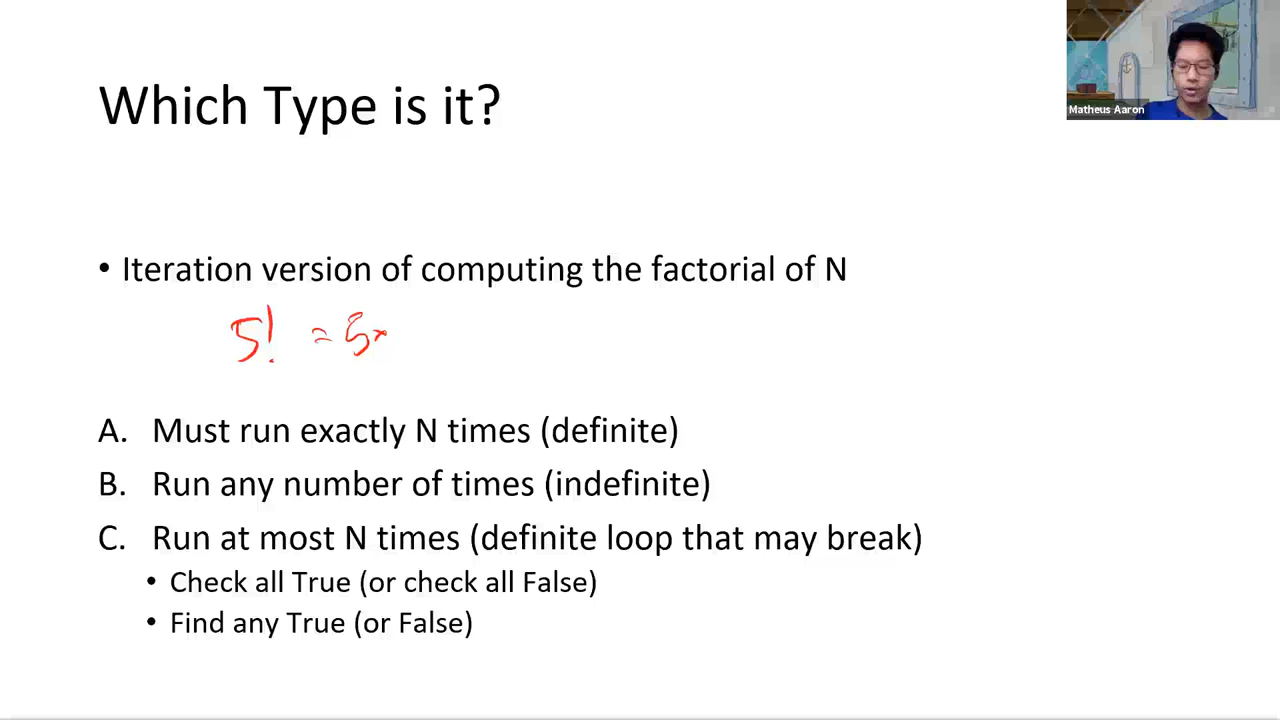 Matheus Aaron
Which Type is it?
• Iteration version of computing the factorial of N
5! = 5×
A. Must run exactly N times (definite)
B. Run any number of times (indefinite)
C. Run at most N times (definite loop that may break)
• Check all True (or check all False)
• Find any True (or False)